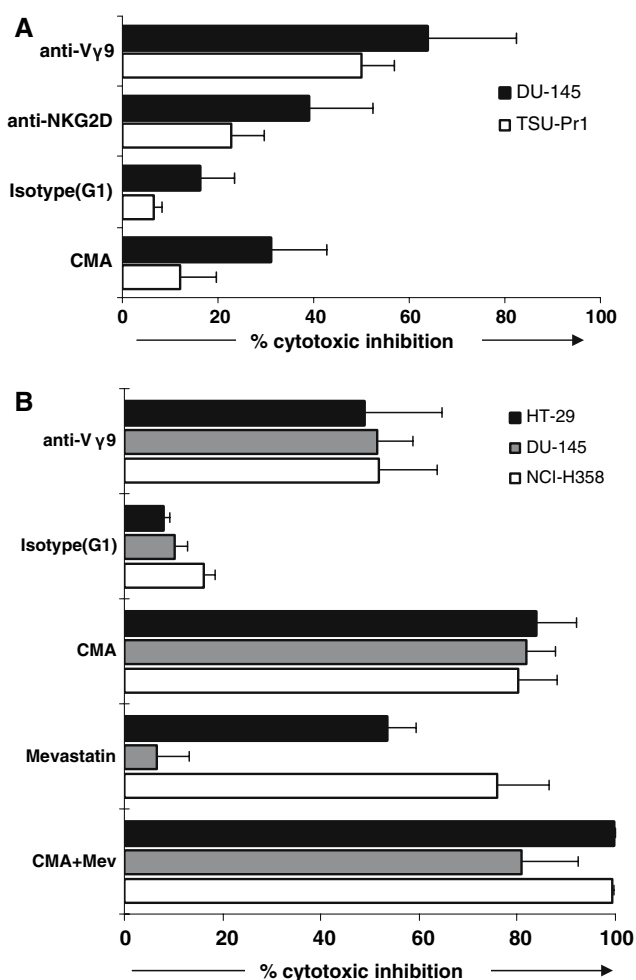 A
anti-Vγ9
anti-NKG2D
Isotype(G1)
CMA
DU-145
TSU-Pr1
0 20 40 60 80 100
% cytotoxic inhibition
B
anti-V γ9
Isotype(G1)
CMA
Mevastatin
CMA+Mev
HT-29
DU-145
NCI-H358
0 20 40 60 80 100
% cytotoxic inhibition